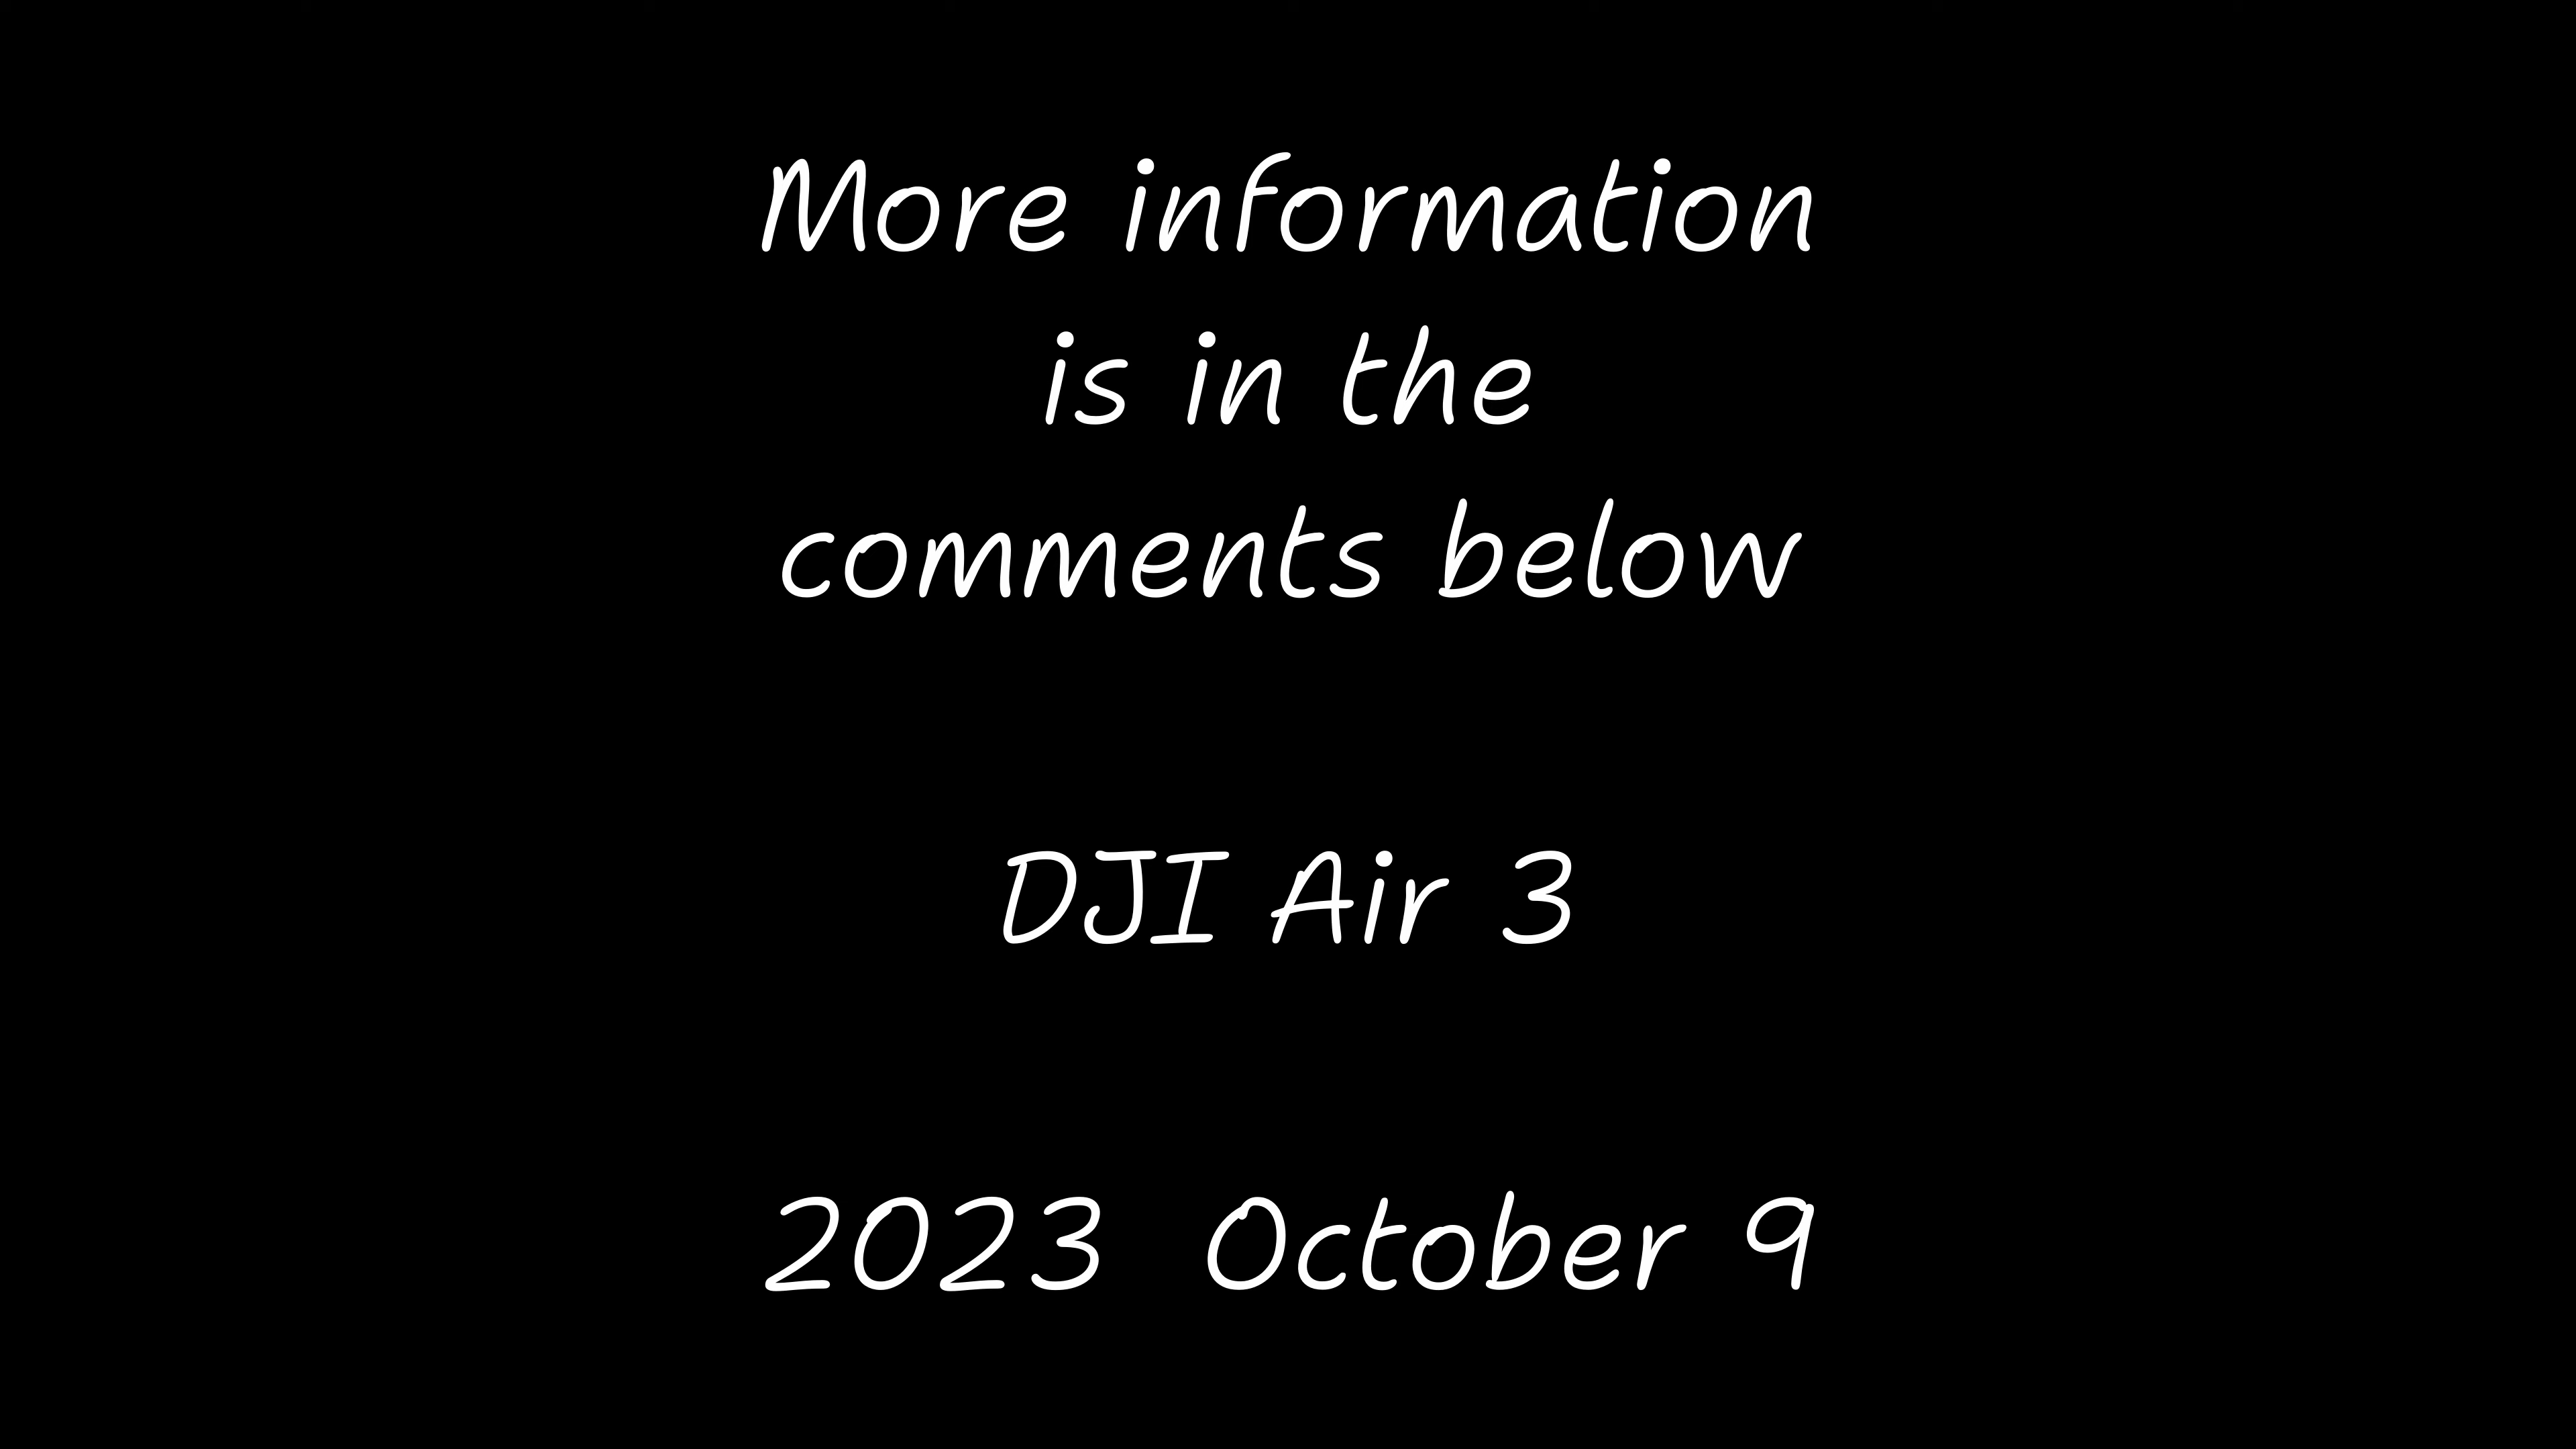 More information
is in the
comments below
DJI Air 3
2023  October 9